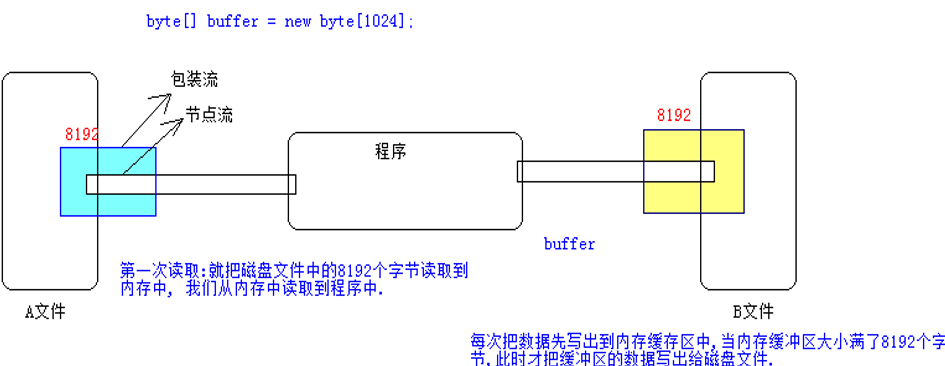 byte[] buffer = new byte[1024];
包装流
节点流
8192
8192
程序
buffer
第一次读取:就把磁盘文件中的8192个字节读取到
内存中, 我们从内存中读取到程序中.
A文件
B文件
每次把数据先写出到内存缓存区中,当内存缓冲区大小满了8192个字
节,此时才把缓冲区的数据写出给磁盘文件.